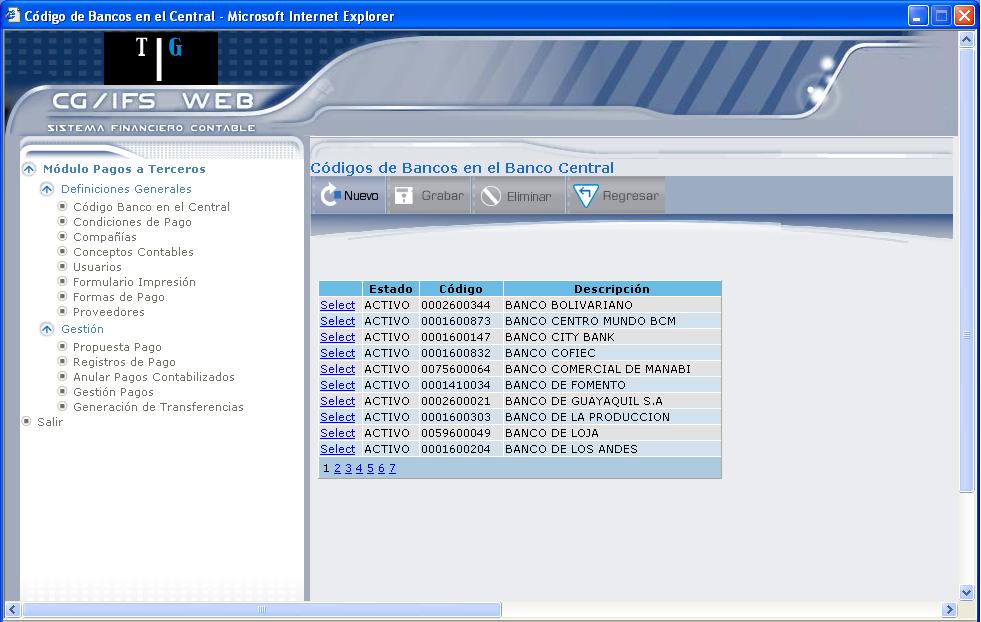 Código de Bancos en el Central - Microsoft Internet Explorer
T G
CG/IFS WEB
SISTEMA FINANCIERO CONTABLE
Módulo Pagos a Terceros
Definiciones Generales
Código Banco en el Central
Condiciones de Pago
Compañías
Conceptos Contables
Usuarios
Formulario Impresión
Formas de Pago
Proveedores
Gestión
Propuesta Pago
Registros de Pago
Anular Pagos Contabilizados
Gestión Pagos
Generación de Transferencias
Salir
Códigos de Bancos en el Banco Central
Nuevo Grabar Eliminar Regresar
Estado Código Descripción
Select ACTIVO 0002600344 BANCO BOLIVARIANO
Select ACTIVO 0001600873 BANCO CENTRO MUNDO BCM
Select ACTIVO 0001600147 BANCO CITY BANK
Select ACTIVO 0001600832 BANCO COFIEC
Select ACTIVO 0075600064 BANCO COMERCIAL DE MANABI
Select ACTIVO 0001410034 BANCO DE FOMENTO
Select ACTIVO 0002600021 BANCO DE GUAYAQUIL S.A
Select ACTIVO 0001600303 BANCO DE LA PRODUCCION
Select ACTIVO 0059600049 BANCO DE LOJA
Select ACTIVO 0001600204 BANCO DE LOS ANDES
1 2 3 4 5 6 7